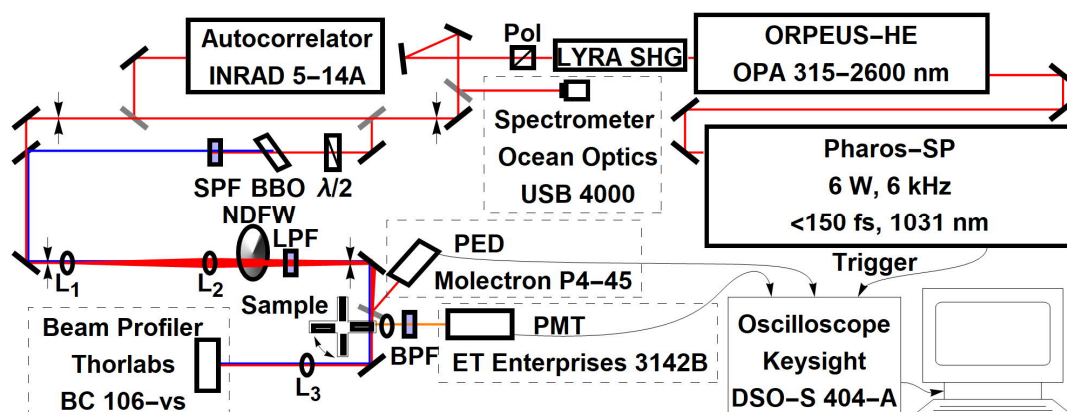 Autocorrelator
INRAD 5–14A
Pol
LYRA SHG
ORPEUS–HE
OPA 315–2600 nm
Spectrometer
Ocean Optics
USB 4000
Pharos–SP
6 W, 6 kHz
<150 fs, 1031 nm
SPF BBO λ/2
NDFW
LPF
L1
L2
PED
Molectron P4–45
Trigger
Sample
BPF
PMT
ET Enterprises 3142B
Beam Profiler
Thorlabs
BC 106–vs
L3
Oscilloscope
Keysight
DSO–S 404–A